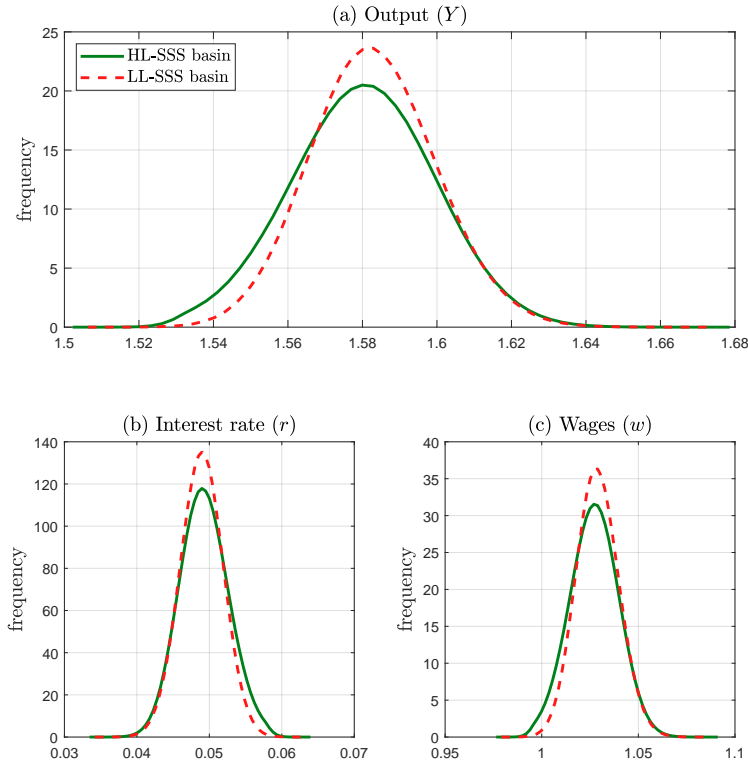 (a) Output (Y)
25
20
15
10
5
0
frequency
HL-SSS basin
LL-SSS basin
1.5 1.52 1.54 1.56 1.58 1.6 1.62 1.64 1.66 1.68
(b) Interest rate (r)
140
120
100
80
60
40
20
0
frequency
0.03 0.04 0.05 0.06 0.07
(c) Wages (w)
40
35
30
25
20
15
10
5
0
frequency
0.95 1 1.05 1.1